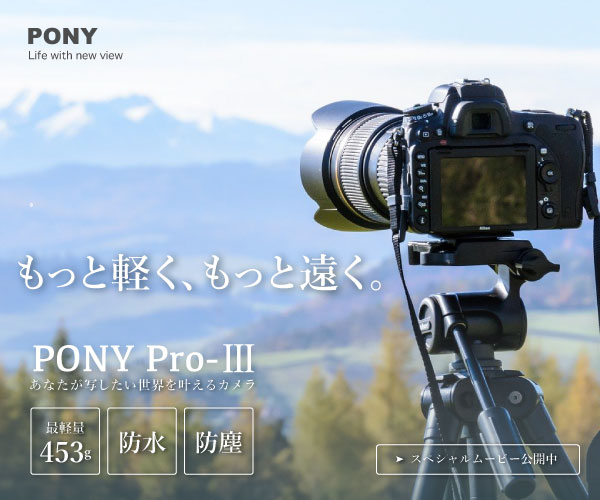 PONY
Life with new view
もっと軽く、もっと遠く。
PONY Pro-Ⅲ
あなたが写したい世界を叶えるカメラ
最軽量
453g
防水
防塵
➤ スペシャルムービー公開中
Nikon